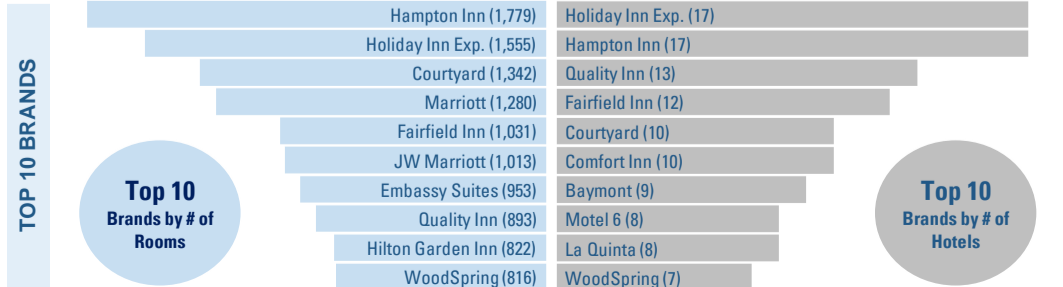 TOP 10 BRANDS
Hampton Inn (1,779)
Holiday Inn Exp. (1,555)
Courtyard (1,342)
Marriott (1,280)
Fairfield Inn (1,031)
JW Marriott (1,013)
Embassy Suites (953)
Quality Inn (893)
Hilton Garden Inn (822)
WoodSpring (816)
Top 10
Brands by # of
Rooms
Holiday Inn Exp. (17)
Hampton Inn (17)
Quality Inn (13)
Fairfield Inn (12)
Courtyard (10)
Comfort Inn (10)
Baymont (9)
Motel 6 (8)
La Quinta (8)
WoodSpring (7)
Top 10
Brands by # of
Hotels